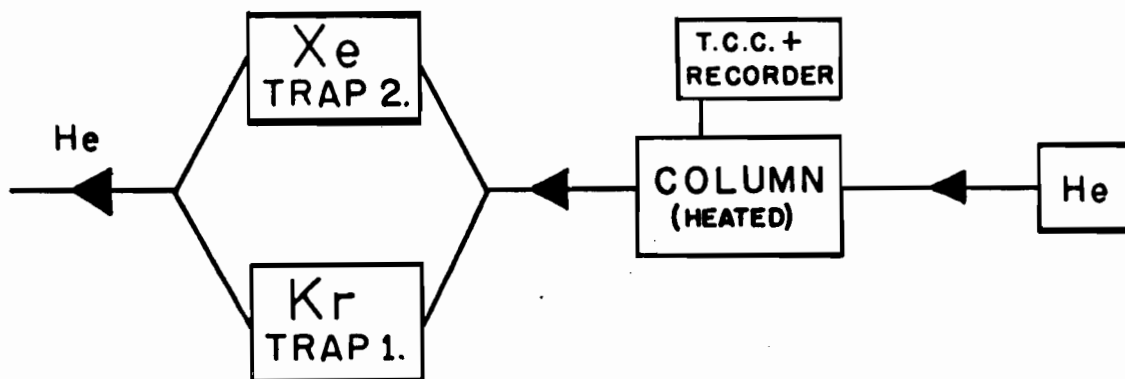 Xe
TRAP 2.
T.C.C. +
RECORDER
He
COLUMN
(HEATED)
He
Kr
TRAP 1.